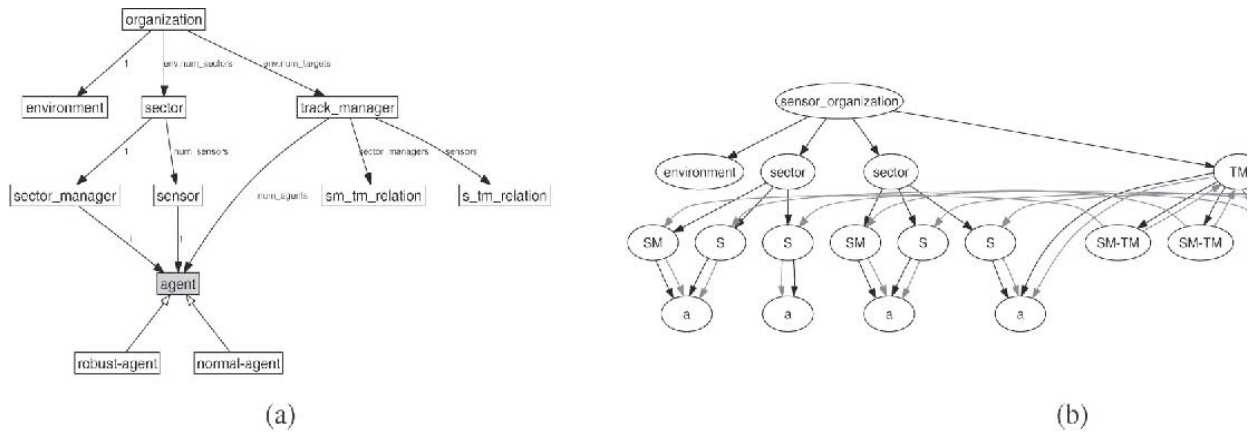 organization
1
env.num_sectors
env.num_targets
environment
sector
track_manager
1
num_sensors
sector_managers
sensors
sector_manager
sensor
num_agents
sm_tm_relation
s_tm_relation
1
1
agent
robust-agent
normal-agent
(a)
sensor_organization
environment
sector
sector
TM
SM
S
S
SM
S
S
SM-TM
SM-TM
a
a
a
a
(b)